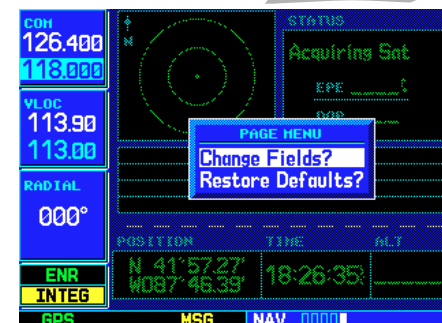 COM
126.400
118.000
VLOC
113.90
113.00
RADIAL
000°
ENR
INTEG
GPS
N
STATUS
Acquiring Sat
EPE
DOP
PAGE MENU
Change Fields?
Restore Defaults?
POSITION
N 41°57.27'
W087°46.39'
TIME
18:26:35
ALT
MSG
NAV